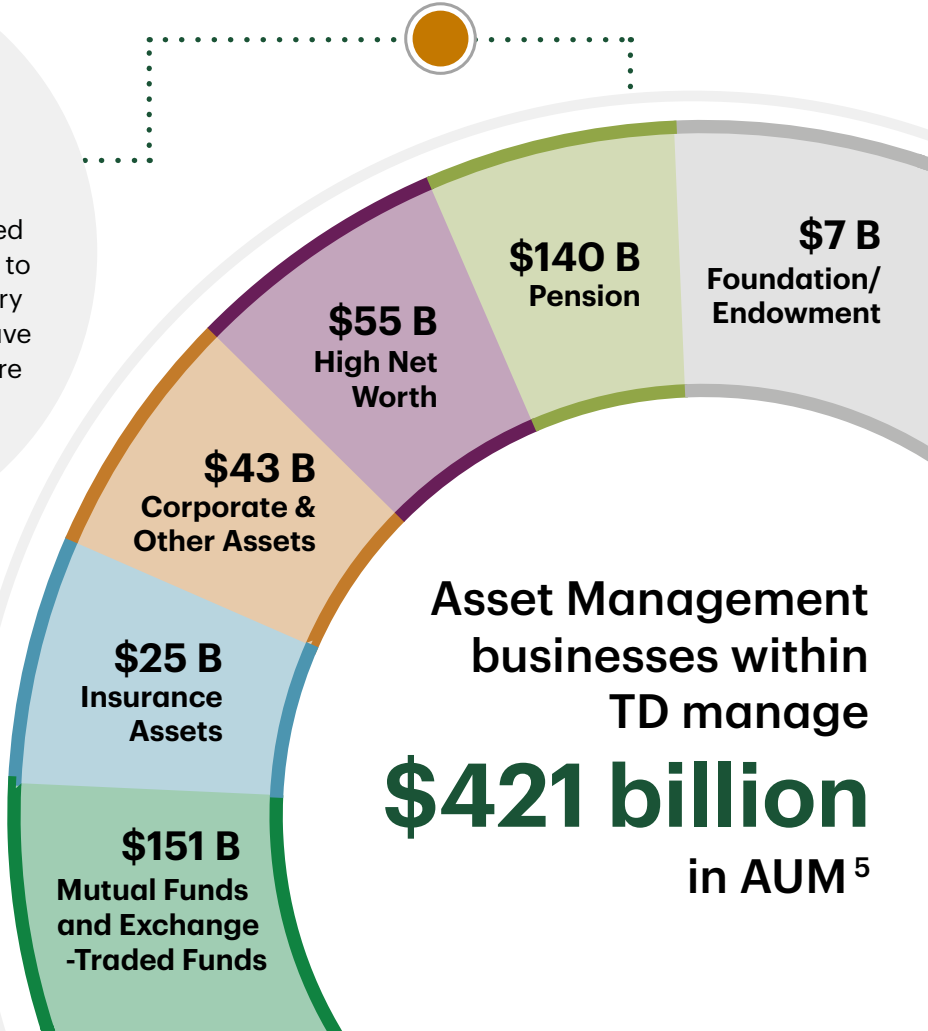 to
$7 B
Foundation/
Endowment
$140 B
Pension
$55 B
High Net
Worth
$43 B
Corporate &
Other Assets
$25 B
Insurance
Assets
$151 B
Mutual Funds
and Exchange
-Traded Funds
Asset Management
businesses within
TD manage
$421 billion
in AUM 5